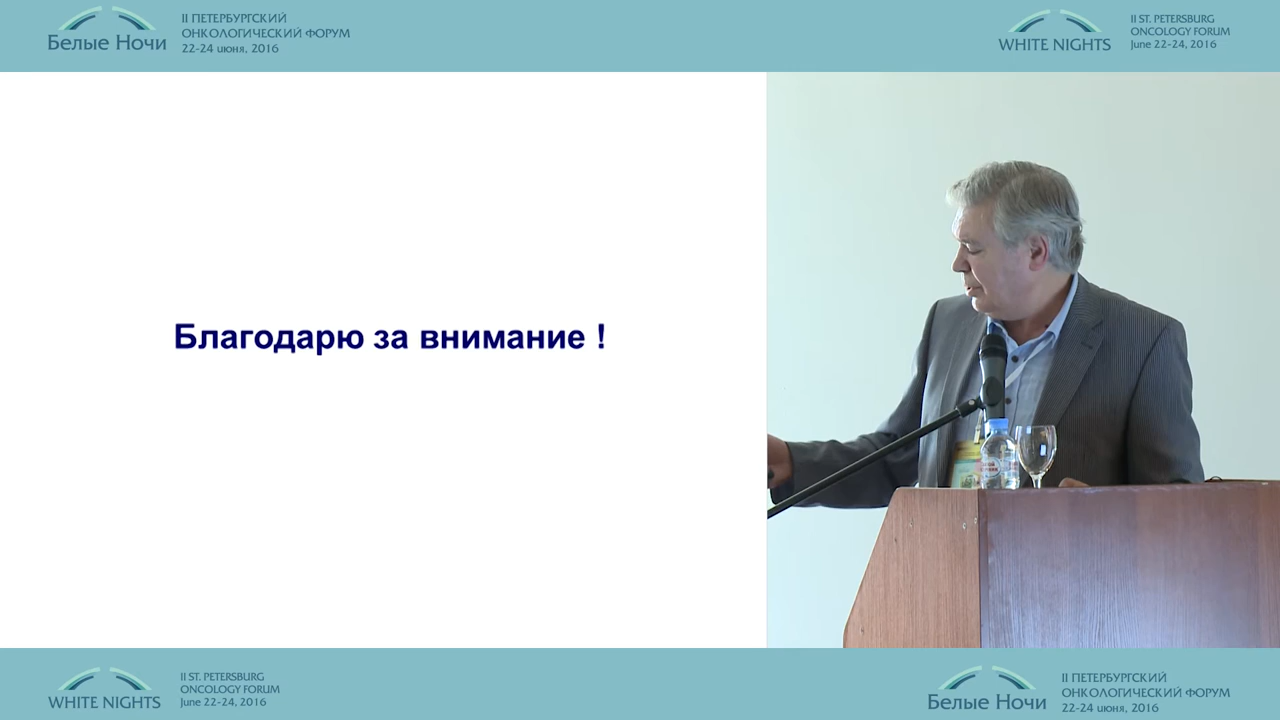 Белые Ночи
II ПЕТЕРБУРГСКИЙ
ОНКОЛОГИЧЕСКИЙ ФОРУМ
22-24 июня, 2016
WHITE NIGHTS
II ST. PETERSBURG
ONCOLOGY FORUM
June 22-24, 2016
Благодарю за внимание !
WHITE NIGHTS
II ST. PETERSBURG
ONCOLOGY FORUM
June 22-24, 2016
Белые Ночи
II ПЕТЕРБУРГСКИЙ
ОНКОЛОГИЧЕСКИЙ ФОРУМ
22-24 июня, 2016